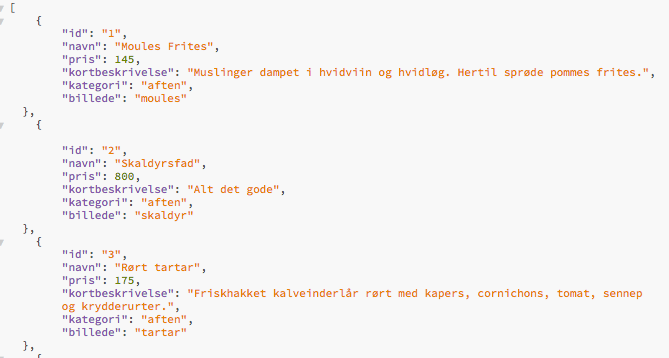 [
{
"id": "1",
"navn": "Moules Frites",
"pris": 145,
"kortbeskrivelse": "Muslinger dampet i hvidviin og hvidløg. Hertil sprøde pommes frites.",
"kategori": "aften",
"billede": "moules"
},
{
"id": "2",
"navn": "Skaldyrsfad",
"pris": 800,
"kortbeskrivelse": "Alt det gode",
"kategori": "aften",
"billede": "skaldyr"
},
{
"id": "3",
"navn": "Rørt tartar",
"pris": 175,
"kortbeskrivelse": "Friskhakket kalveinderlår rørt med kapers, cornichons, tomat, sennep
og krydderurter.",
"kategori": "aften",
"billede": "tartar"
},
{